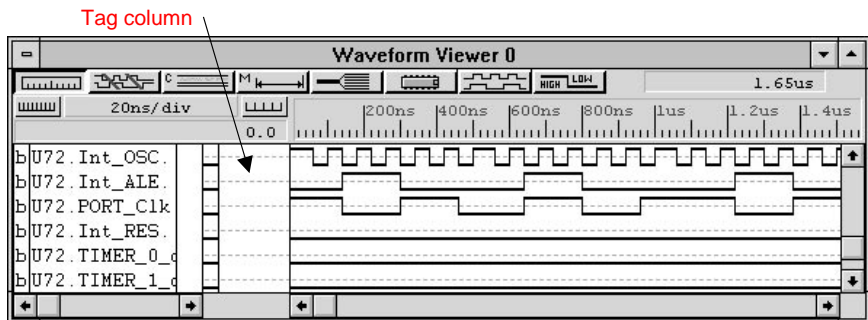 Tag column
Waveform Viewer 0
C M HIGH LOW 1.65us
20ns/div 200ns 400ns 600ns 800ns 1us 1.2us 1.4us
0.0
b U72.Int_OSC.
b U72.Int_ALE.
b U72.PORT_Clk
b U72.Int_RES.
b U72.TIMER_0_
b U72.TIMER_1_